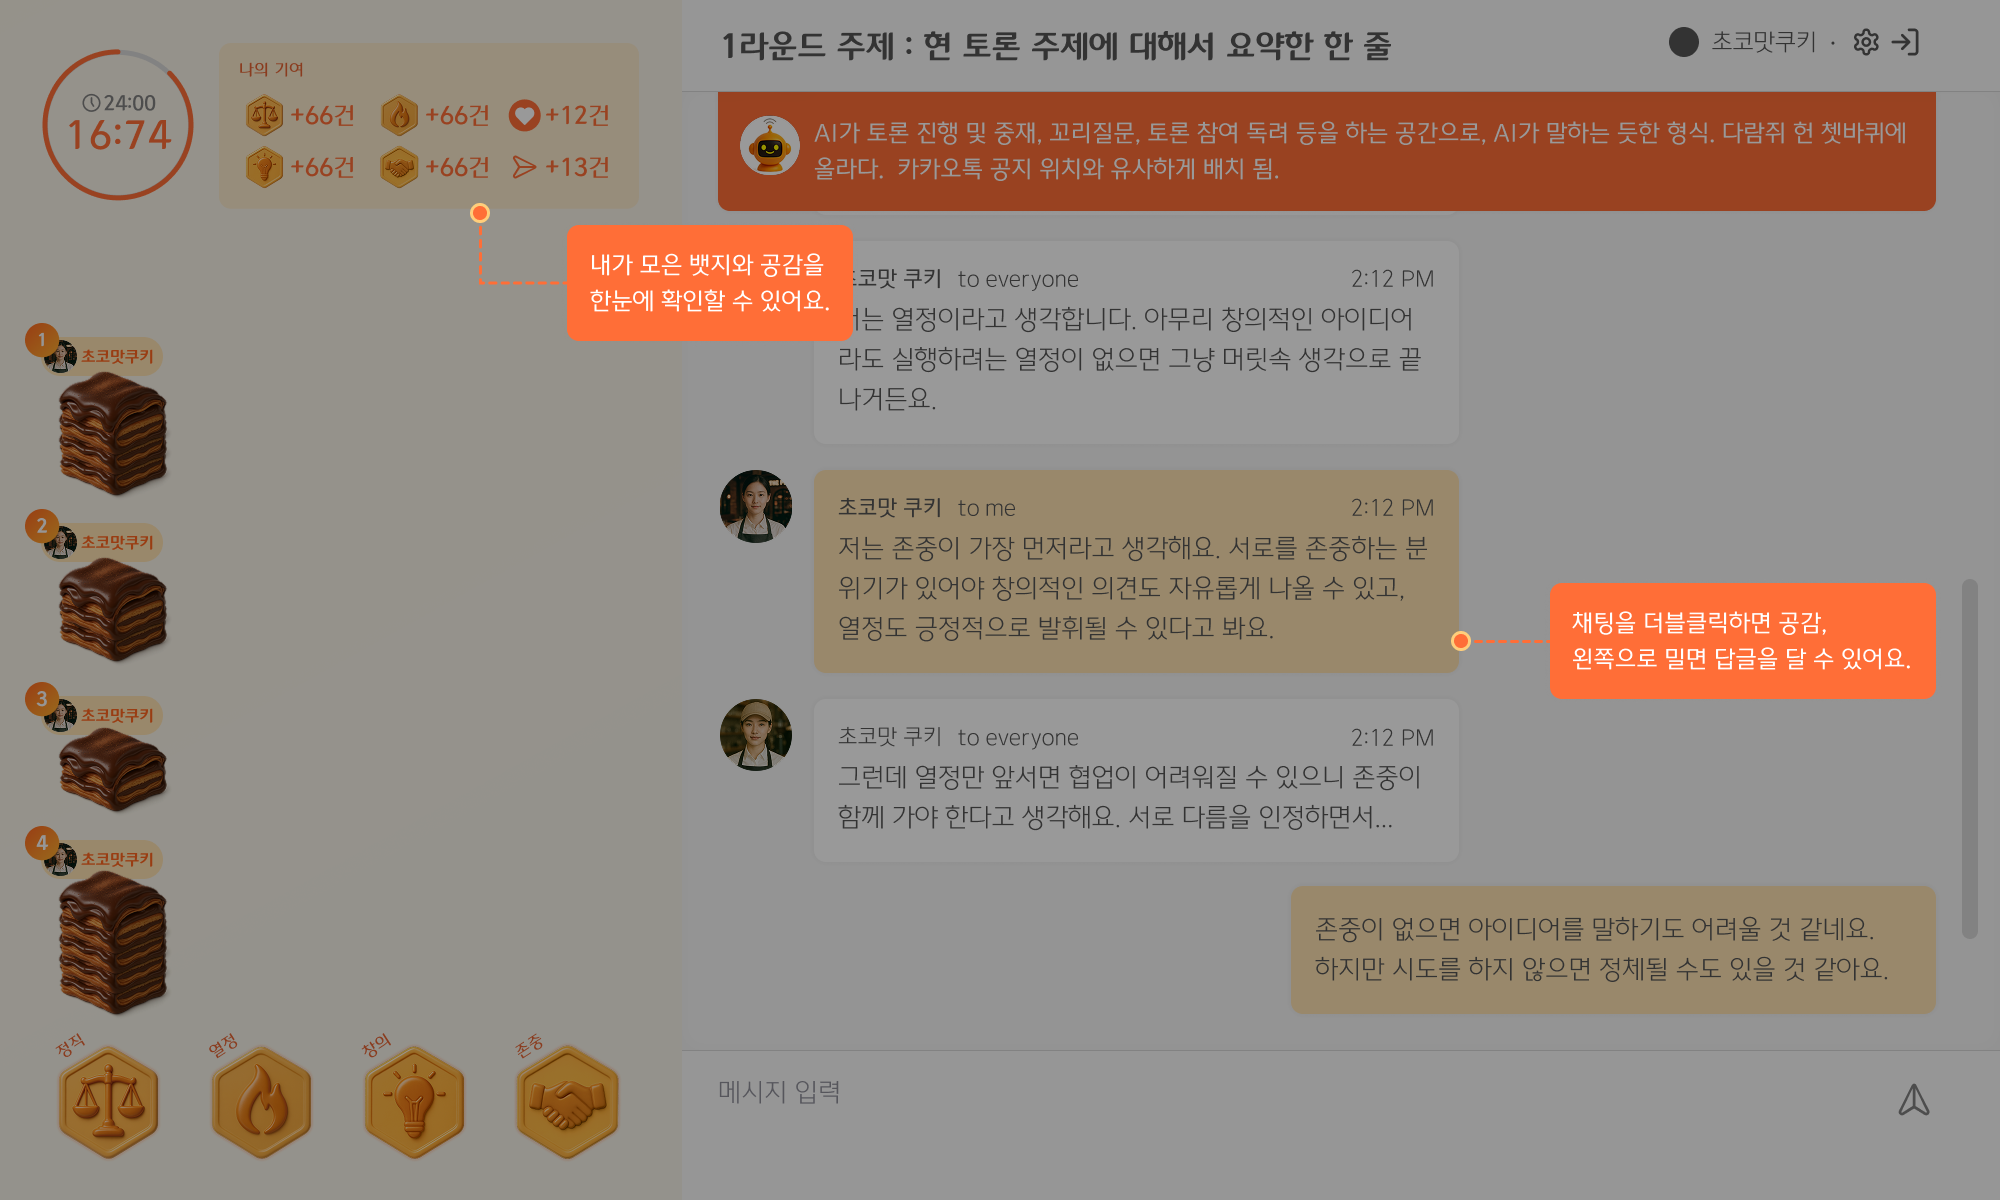 24:00
16:74
나의 기여
+66건 +66건 +12건
+66건 +66건 +13건
내가 모은 뱃지와 공감을
한눈에 확인할 수 있어요.
1
초코맛쿠키
2
초코맛쿠키
3
초코맛쿠키
4
초코맛쿠키
정직
열정
창의
존중
1라운드 주제 : 현 토론 주제에 대해서 요약한 한 줄
초코맛쿠키 ·
AI가 토론 진행 및 중재, 꼬리질문, 토론 참여 독려 등을 하는 공간으로, AI가 말하는 듯한 형식. 다람쥐 헌 쳇바퀴에
올라다. 카카오톡 공지 위치와 유사하게 배치 됨.
초코맛 쿠키 to everyone 2:12 PM
는 열정이라고 생각합니다. 아무리 창의적인 아이디어
라도 실행하려는 열정이 없으면 그냥 머릿속 생각으로 끝
나거든요.
초코맛 쿠키 to me 2:12 PM
저는 존중이 가장 먼저라고 생각해요. 서로를 존중하는 분
위기가 있어야 창의적인 의견도 자유롭게 나올 수 있고,
열정도 긍정적으로 발휘될 수 있다고 봐요.
채팅을 더블클릭하면 공감,
왼쪽으로 밀면 답글을 달 수 있어요.
초코맛 쿠키 to everyone 2:12 PM
그런데 열정만 앞서면 협업이 어려워질 수 있으니 존중이
함께 가야 한다고 생각해요. 서로 다름을 인정하면서...
존중이 없으면 아이디어를 말하기도 어려울 것 같네요.
하지만 시도를 하지 않으면 정체될 수도 있을 것 같아요.
메시지 입력